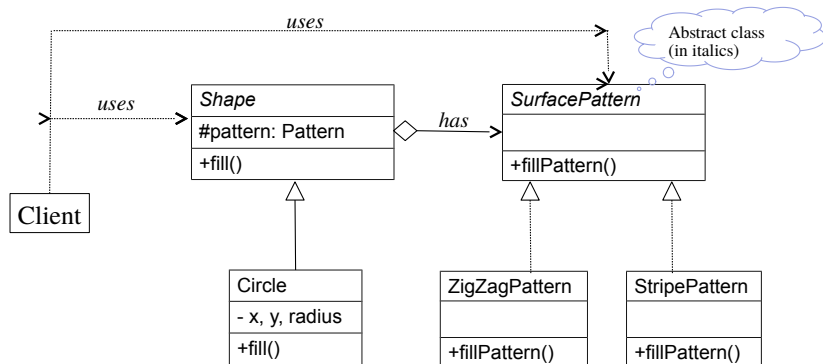 uses
Abstract class
(in italics)
uses
Shape
#pattern: Pattern
+fill()
has
SurfacePattern
+fillPattern()
Client
Circle
- x, y, radius
+fill()
ZigZagPattern
+fillPattern()
StripePattern
+fillPattern()